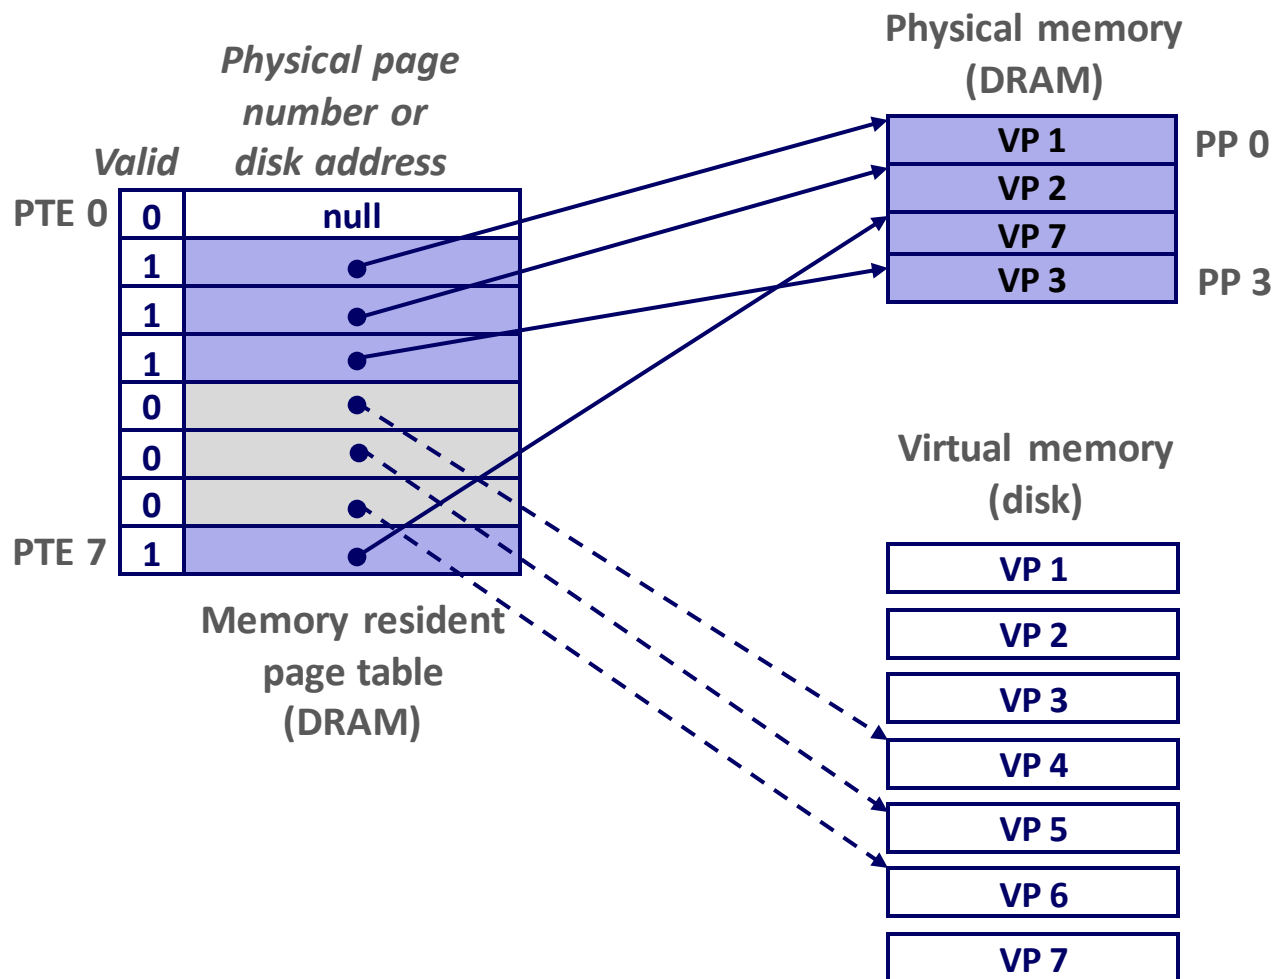 Physical memory
(DRAM)
Physical page
number or
disk address
Valid
VP 1
PP 0
VP 2
VP 7
VP 3
PP 3
PTE 0
0
null
1
1
1
0
0
0
PTE 7
1
Memory resident
page table
(DRAM)
Virtual memory
(disk)
VP 1
VP 2
VP 3
VP 4
VP 5
VP 6
VP 7